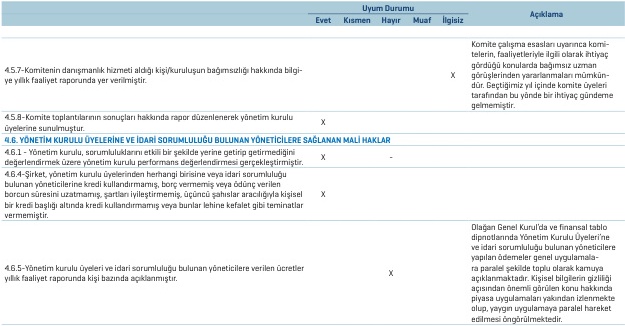 Uyum Durumu
Açıklama
Evet Kısmen Hayır Muaf İlgisiz
4.5.7-Komitenin danışmanlık hizmeti aldığı kişi/kuruluşun bağımsızlığı hakkında bilgi-
ye yıllık faaliyet raporunda yer verilmiştir.
X
Komite çalışma esasları uyarınca komi-
telerin, faaliyetleriyle ilgili olarak ihtiyaç
gördüğü konularda bağımsız uzman
görüşlerinden yararlanmaları mümkün-
dür. Geçtiğimiz yıl içinde komite üyeleri
tarafından bu yönde bir ihtiyaç gündeme
gelmemiştir.
4.5.8-Komite toplantılarının sonuçları hakkında rapor düzenlenerek yönetim kurulu
üyelerine sunulmuştur.
X
4.6. YÖNETİM KURULU ÜYELERİNE VE İDARİ SORUMLULUĞU BULUNAN YÖNETİCİLERE SAĞLANAN MALİ HAKLAR
4.6.1 - Yönetim kurulu, sorumluluklarını etkili bir şekilde yerine getirip getirmediğini
değerlendirmek üzere yönetim kurulu performans değerlendirmesi gerçekleştirmiştir.
X -
4.6.4-Şirket, yönetim kurulu üyelerinden herhangi birisine veya idari sorumluluğu
bulunan yöneticilerine kredi kullandırmamış, borç vermemiş veya ödünç verilen
borcun süresini uzatmamış, şartları iyileştirmemiş, üçüncü şahıslar aracılığıyla kişisel
bir kredi başlığı altında kredi kullandırmamış veya bunlar lehine kefalet gibi teminatlar
vermemiştir.
X
4.6.5-Yönetim kurulu üyeleri ve idari sorumluluğu bulunan yöneticilere verilen ücretler
yıllık faaliyet raporunda kişi bazında açıklanmıştır.
X
Olağan Genel Kurul'da ve finansal tablo
dipnotlarında Yönetim Kurulu Üyeleri'ne
ve idari sorumluluğu bulunan yöneticilere
yapılan ödemeler genel uygulamala-
ra paralel şekilde toplu olarak kamuya
açıklanmaktadır. Kişisel bilgilerin gizliliği
açısından önemli görülen konu hakkında
piyasa uygulamaları yakından izlenmekte
olup, yaygın uygulamaya paralel hareket
edilmesi öngörülmektedir.